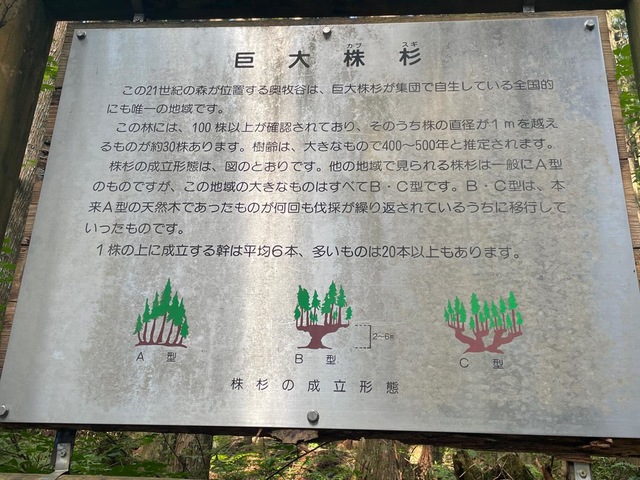 巨大株杉
カブ スギ
この21世紀の森が位置する奥牧谷は、巨大株杉が集団で自生している全国的
にも唯一の地域です。
この林には、100株以上が確認されており、そのうち株の直径が1mを越え
るものが約30株あります。樹齢は、大きなもので400〜500年と推定されます。
株杉の成立形態は、図のとおりです。他の地域で見られる株杉は一般にA型
のものですが、この地域の大きなものはすべてB・C型です。B・C型は、本
来A型の天然木であったものが何回も伐採が繰り返されているうちに移行して
いったものです。
1株の上に成立する幹は平均6本、多いものは20本以上もあります。
2〜6m
A型
B型
C型
株杉の成立形態